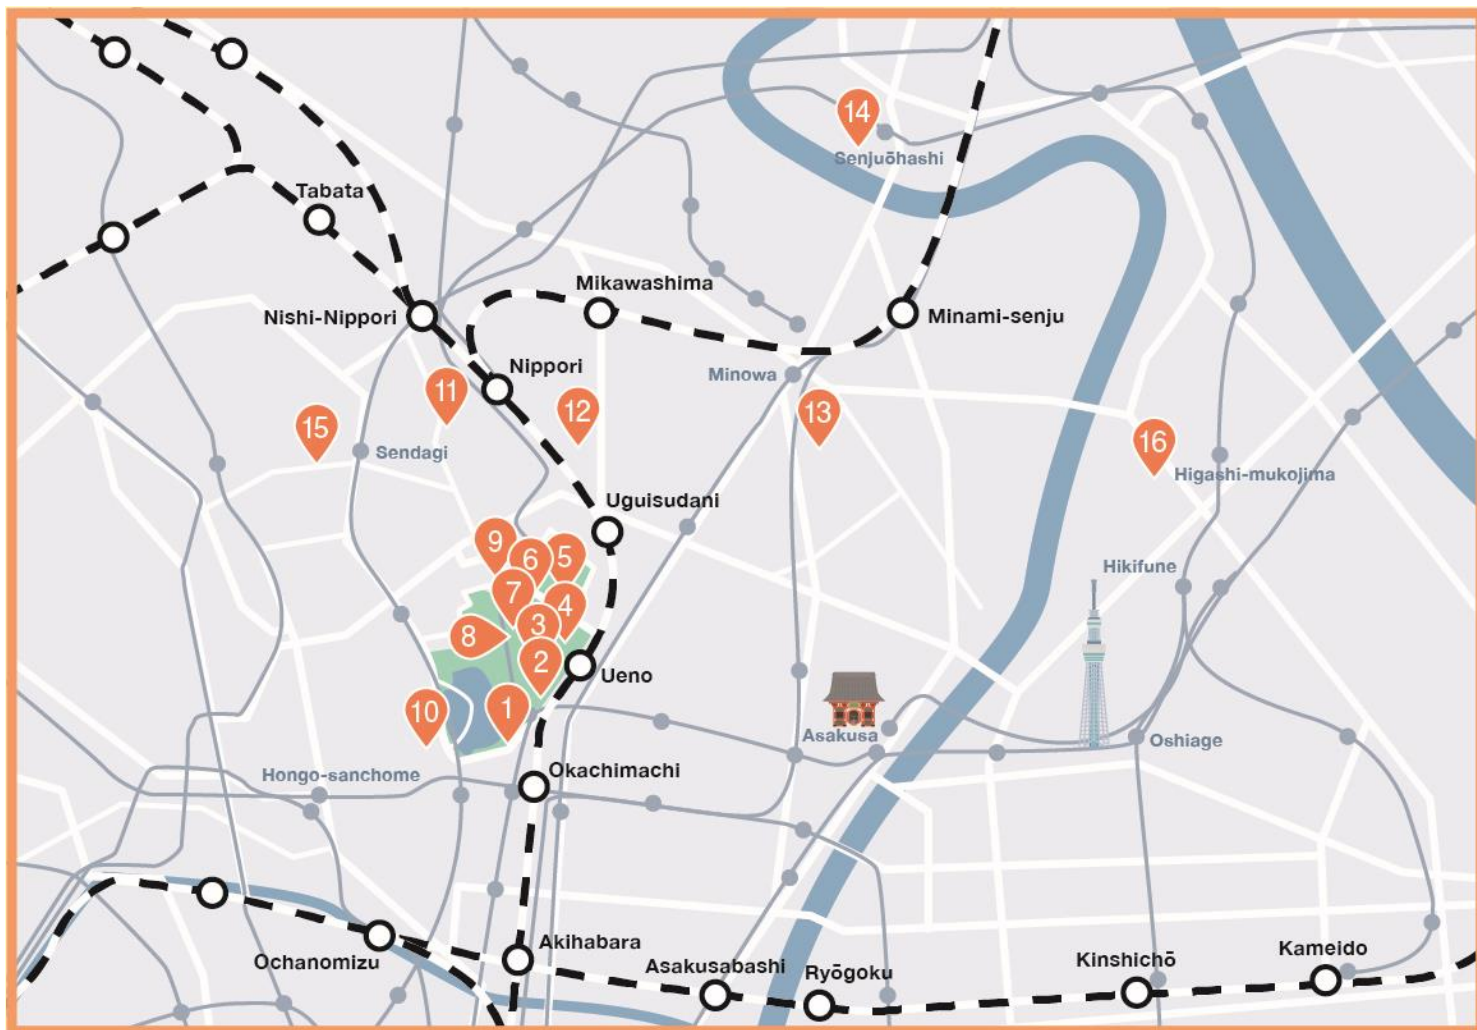 14
Senjuōhashi
Tabata
Mikawashima
Nishi-Nippori
Minami-senju
Nippori
Minowa
11
12
13
15
Sendagi
16
Higashi-mukojima
Uguisudani
9
6
5
7
Hikifune
4
3
8
2
Ueno
10
1
Asakusa
Oshiage
Hongo-sanchome
Okachimachi
Akihabara
Ochanomizu
Asakusabashi
Ryōgoku
Kinshichō
Kameido